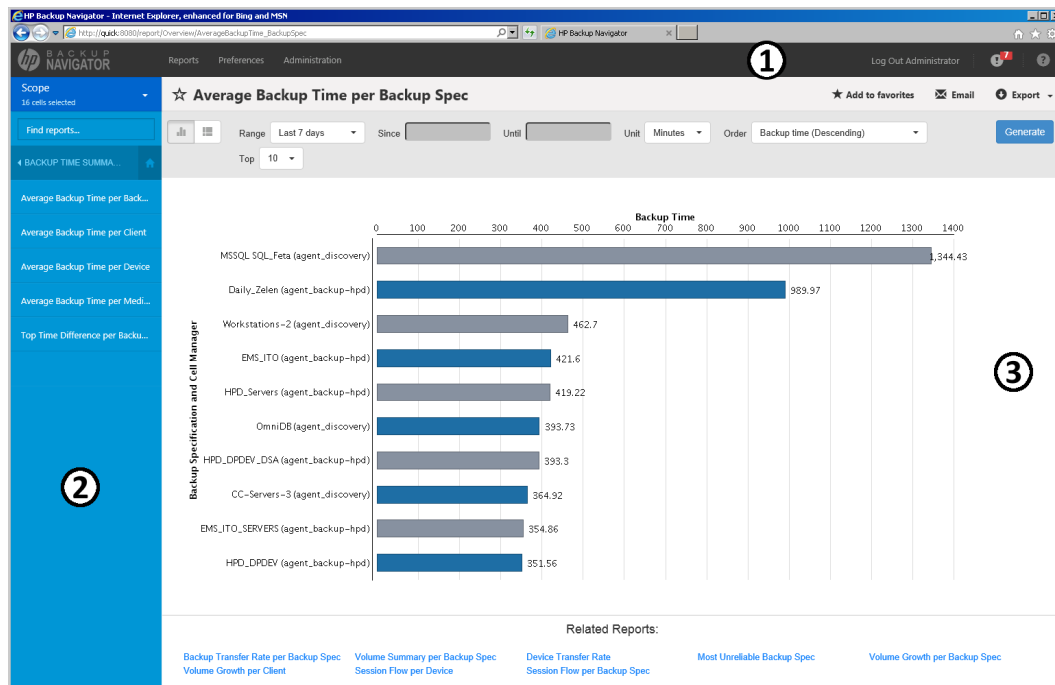 HP Backup Navigator - Internet Explorer, enhanced for Bing and MSN
http://quick:8080/report/Overview/AverageBackupTime_BackupSpec
HP Backup Navigator
hp BACKUP NAVIGATOR
Reports Preferences Administration
1
Log Out Administrator
7
?
Scope
16 cells selected
Find reports...
BACKUP TIME SUMMA...
Average Backup Time per Back...
Average Backup Time per Client
Average Backup Time per Device
Average Backup Time per Medi...
Top Time Difference per Backu...
2
Average Backup Time per Backup Spec
Add to favorites Email Export
Range Last 7 days Since Until Unit Minutes Order Backup time (Descending) Generate
Top 10
Backup Time
0 100 200 300 400 500 600 700 800 900 1000 1100 1200 1300 1400
Backup Specification and Cell Manager
MSSQL SQL_Feta (agent_discovery) 1,344.43
Daily_Zelen (agent_backup-hpd) 989.97
Workstations-2 (agent_discovery) 462.7
EMS_ITO (agent_backup-hpd) 421.6
HPD_Servers (agent_backup-hpd) 419.22
OmniDB (agent_discovery) 393.73
HPD_DPDEV_DSA (agent_backup-hpd) 393.3
CC-Servers-3 (agent_discovery) 364.92
EMS_ITO_SERVERS (agent_backup-hpd) 354.86
HPD_DPDEV (agent_backup-hpd) 351.56
3
Related Reports:
Backup Transfer Rate per Backup Spec Volume Summary per Backup Spec Device Transfer Rate Most Unreliable Backup Spec Volume Growth per Backup Spec
Volume Growth per Client Session Flow per Device Session Flow per Backup Spec